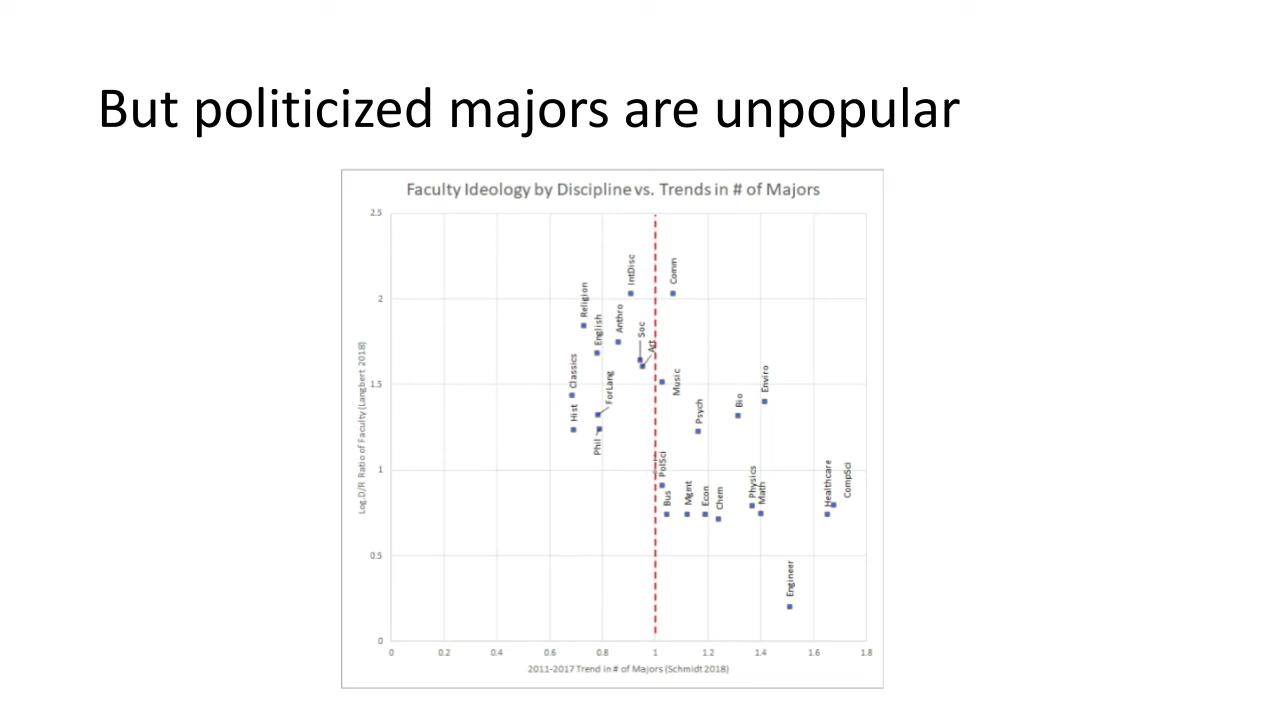 But politicized majors are unpopular
Faculty Ideology by Discipline vs. Trends in # of Majors
2.5
2
1.5
1
0.5
0
Log D/R Ratio of Faculty (Langbert 2018)
IntDisc
Comm
Religion
English
Anthro
Soc
Art
Classics
ForLang
Music
Enviro
Hist
Phil
Psych
Bio
PolSci
Bus
Mgmt
Econ
Chem
Physics
Math
Healthcare
CompSci
Engineer
0 0.2 0.4 0.6 0.8 1 1.2 1.4 1.6 1.8
2011-2017 Trend in # of Majors (Schmidt 2018)